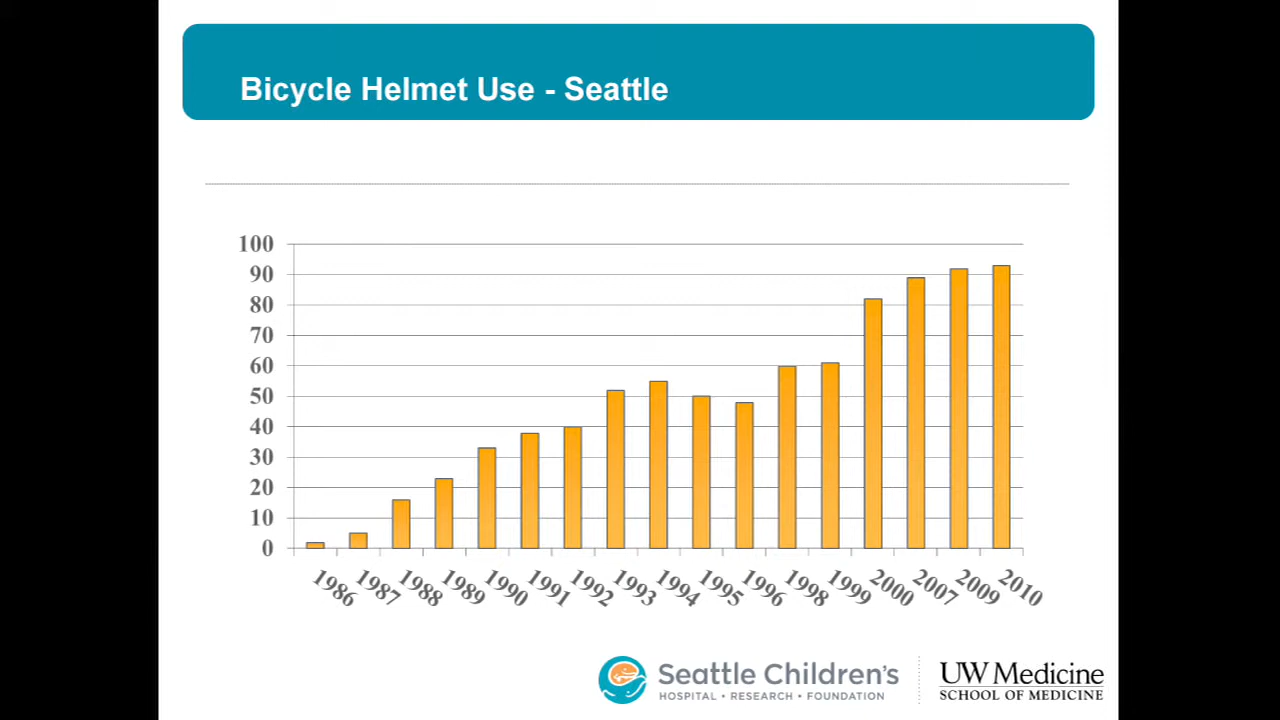 Bicycle Helmet Use - Seattle
100
90
80
70
60
50
40
30
20
10
0
1986 1987 1988 1989 1990 1991 1992 1993 1994 1995 1996 1998 1999 2000 2007 2009 2010
Seattle Children's
HOSPITAL • RESEARCH • FOUNDATION
UW Medicine
SCHOOL OF MEDICINE